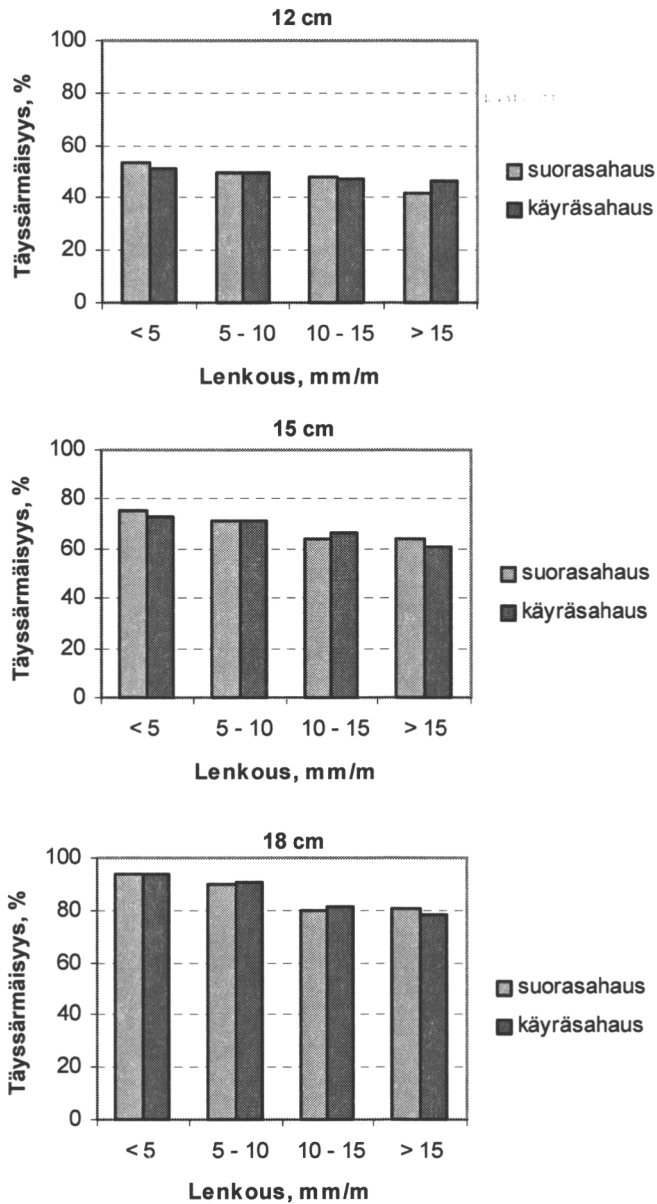 12 cm
Täyssärmäisyys, %
100
80
60
40
20
0
< 5 5 - 10 10 - 15 > 15
Lenkous, mm/m
suorasahaus
käyräsahaus
15 cm
Täyssärmäisyys, %
100
80
60
40
20
0
< 5 5 - 10 10 - 15 > 15
Lenkous, mm/m
suorasahaus
käyräsahaus
18 cm
Täyssärmäisyys, %
100
80
60
40
20
0
< 5 5 - 10 10 - 15 > 15
Lenkous, mm/m
suorasahaus
käyräsahaus